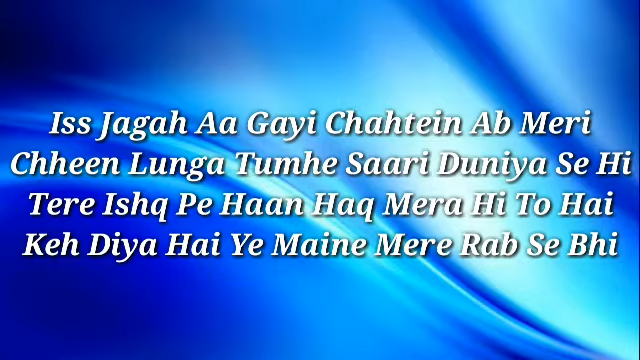 Iss Jagah Aa Gayi Chahtein Ab Meri
Chheen Lunga Tumhe Saari Duniya Se Hi
Tere Ishq Pe Haan Haq Mera Hi To Hai
Keh Diya Hai Ye Maine Mere Rab Se Bhi